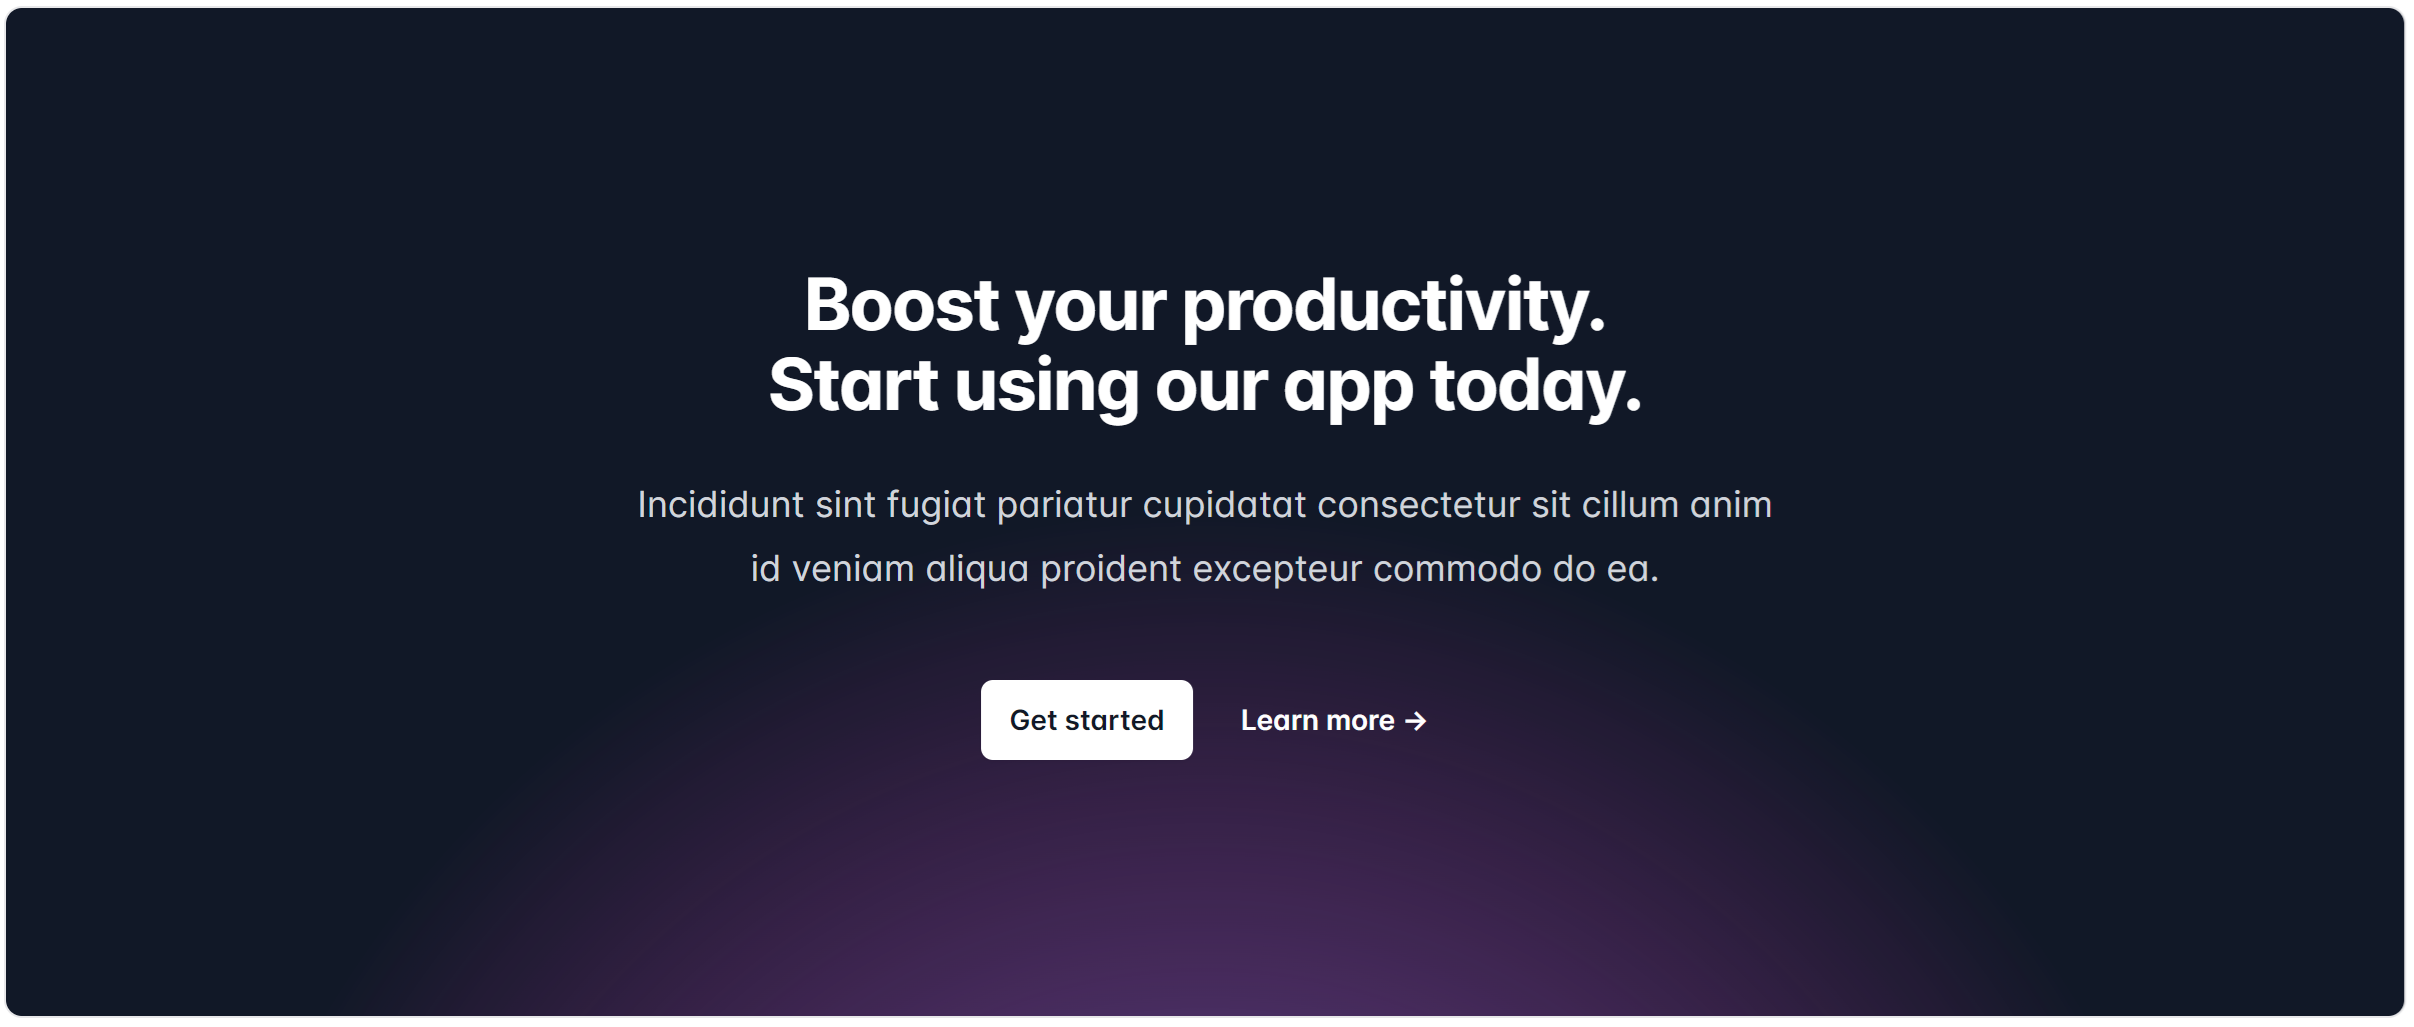 Boost your productivity.
Start using our app today.
Incididunt sint fugiat pariatur cupidatat consectetur sit cillum anim
id veniam aliqua proident excepteur commodo do ea.
Get started
Learn more →